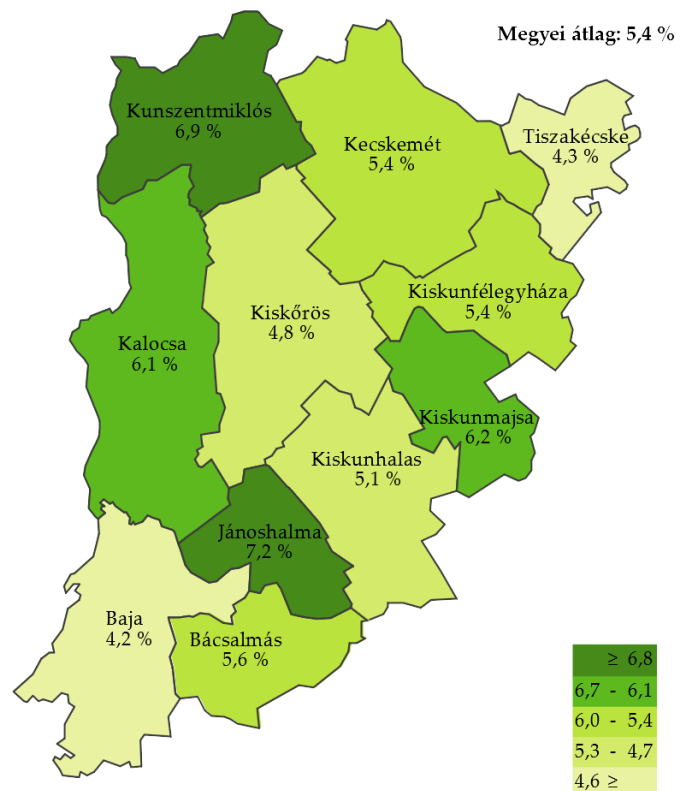 Megyei átlag: 5,4 %
Kunszentmiklós
6,9 %
Kecskemét
5,4 %
Tiszakécske
4,3 %
Kiskunfélegyháza
5,4 %
Kiskőrös
4,8 %
Kalocsa
6,1 %
Kiskunmajsa
6,2 %
Kiskunhalas
5,1 %
Jánoshalma
7,2 %
Baja
4,2 %
Bácsalmás
5,6 %
≥ 6,8
6,7 - 6,1
6,0 - 5,4
5,3 - 4,7
4,6 ≥